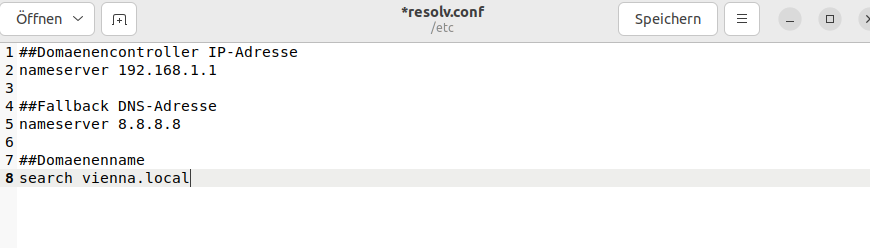 Öffnen
*resolv.conf
/etc
Speichern
1 ##Domaenencontroller IP-Adresse
2 nameserver 192.168.1.1
3
4 ##Fallback DNS-Adresse
5 nameserver 8.8.8.8
6
7 ##Domaenenname
8 search vienna.local